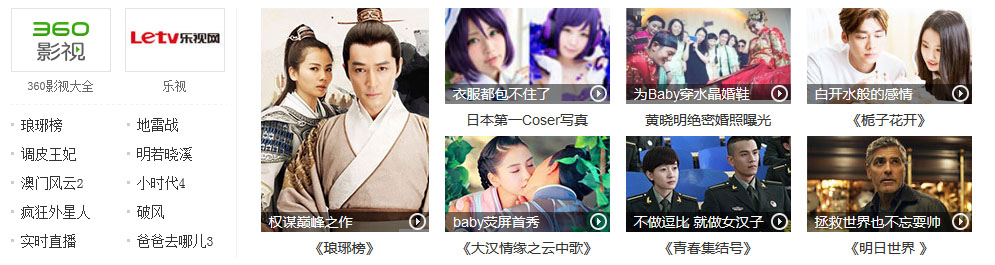 360
影视
Letv乐视网
360影视大全
乐视
琅琊榜
地雷战
调皮王妃
明若晓溪
澳门风云2
小时代4
疯狂外星人
破风
实时直播
爸爸去哪儿3
权谋巅峰之作
《琅琊榜》
衣服都包不住了
日本第一Coser写真
为Baby穿水晶婚鞋
黄晓明绝密婚照曝光
白开水般的感情
《栀子花开》
baby荧屏首秀
《大汉情缘之云中歌》
不做逗比 就做女汉子
《青春集结号》
拯救世界也不忘耍帅
《明日世界 》